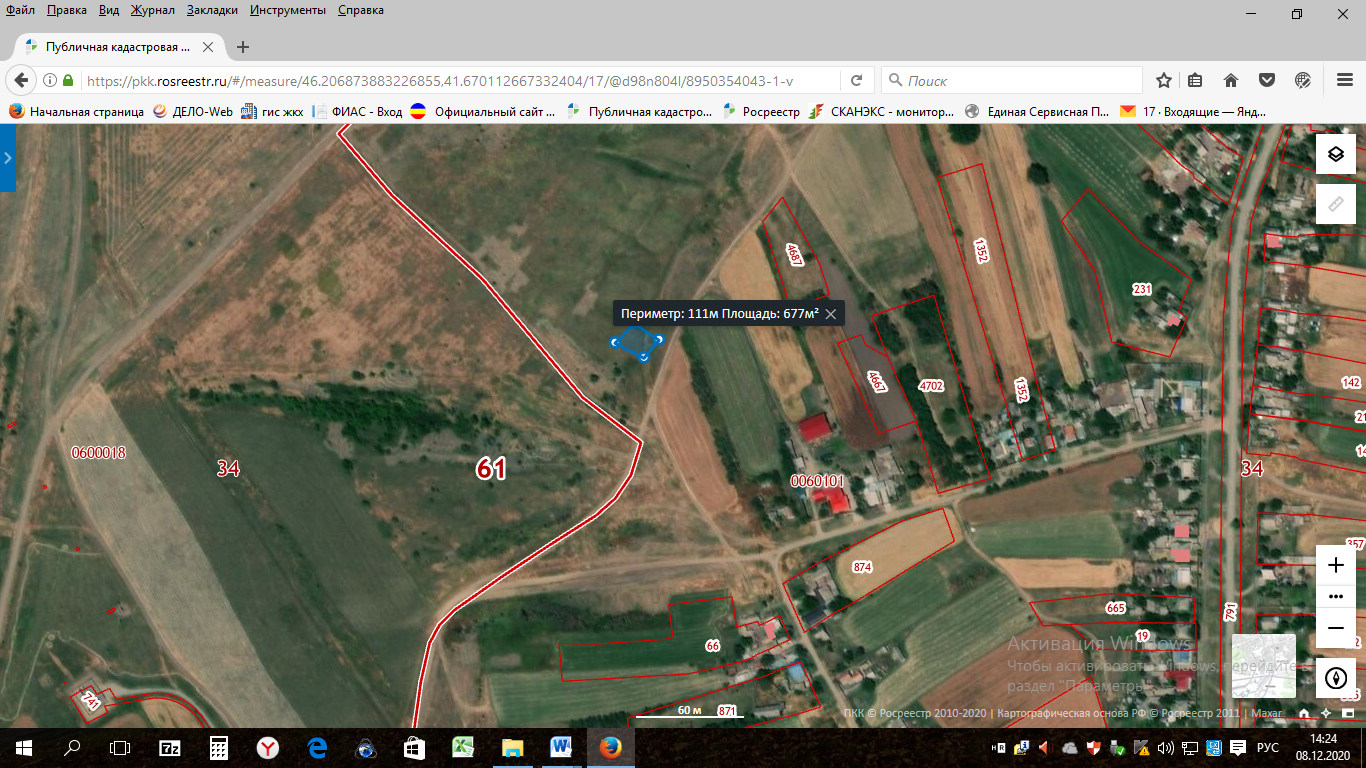 Файл Правка Вид Журнал Закладки Инструменты Справка
Публичная кадастровая ...
https://pkk.rosreestr.ru/#/measure/46.206873883226855,41.670112667332404/17/@d98n804l/8950354043-1-v
Поиск
Начальная страница ДЕЛО-Web гис жкх ФИАС - Вход Официальный сайт ... Публичная кадастро... Росреестр СКАНЭКС - монитор... Единая Сервисная П... 17 · Входящие — Янд...
4687
1352
231
Периметр: 111м Площадь: 677м²
4667
4702
1352
142
21
0600018
34
61
0060101
34
14
357
874
665
791
19
66
741
871
60 м
Активация Windows
Чтобы активировать Windows, перейдите в
раздел "Параметры".
ПКК © Росреестр 2010-2020 | Картографическая основа РФ © Росреестр 2011 | Maxar
РУС
14:24
08.12.2020